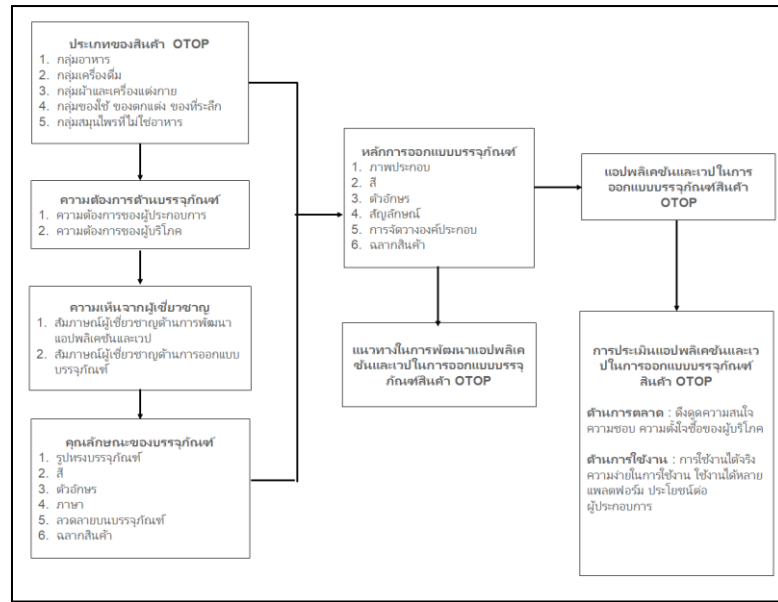 ประเภทของสินค้า OTOP
1. กลุ่มอาหาร
2. กลุ่มเครื่องดื่ม
3. กลุ่มผ้าและเครื่องแต่งกาย
4. กลุ่มของใช้ ของตกแต่ง ของที่ระลึก
5. กลุ่มสมุนไพรที่ไม่ใช่อาหาร
ความต้องการด้านบรรจุภัณฑ์
1. ความต้องการของผู้ประกอบการ
2. ความต้องการของผู้บริโภค
ความเห็นจากผู้เชี่ยวชาญ
1. สัมภาษณ์ผู้เชี่ยวชาญด้านการพัฒนา
แอปพลิเคชันและเวป
2. สัมภาษณ์ผู้เชี่ยวชาญด้านการออกแบบ
บรรจุภัณฑ์
คุณลักษณะของบรรจุภัณฑ์
1. รูปทรงบรรจุภัณฑ์
2. สี
3. ตัวอักษร
4. ภาษา
5. ลวดลายบนบรรจุภัณฑ์
6. ฉลากสินค้า
หลักการออกแบบบรรจุภัณฑ์
1. ภาพประกอบ
2. สี
3. ตัวอักษร
4. สัญลักษณ์
5. การจัดวางองค์ประกอบ
6. ฉลากสินค้า
แนวทางในการพัฒนาแอปพลิเค
ชันและเวปในการออกแบบบรรจุ
ภัณฑ์สินค้า OTOP
แอปพลิเคชันและเวปในการ
ออกแบบบรรจุภัณฑ์สินค้า
OTOP
การประเมินแอปพลิเคชันและเว
ปในการออกแบบบรรจุภัณฑ์
สินค้า OTOP
ด้านการตลาด : ดึงดูดความสนใจ
ความชอบ ความตั้งใจซื้อของผู้บริโภค
ด้านการใช้งาน : การใช้งานได้จริง
ความง่ายในการใช้งาน ใช้งานได้หลาย
แพลตฟอร์ม ประโยชน์ต่อ
ผู้ประกอบการ